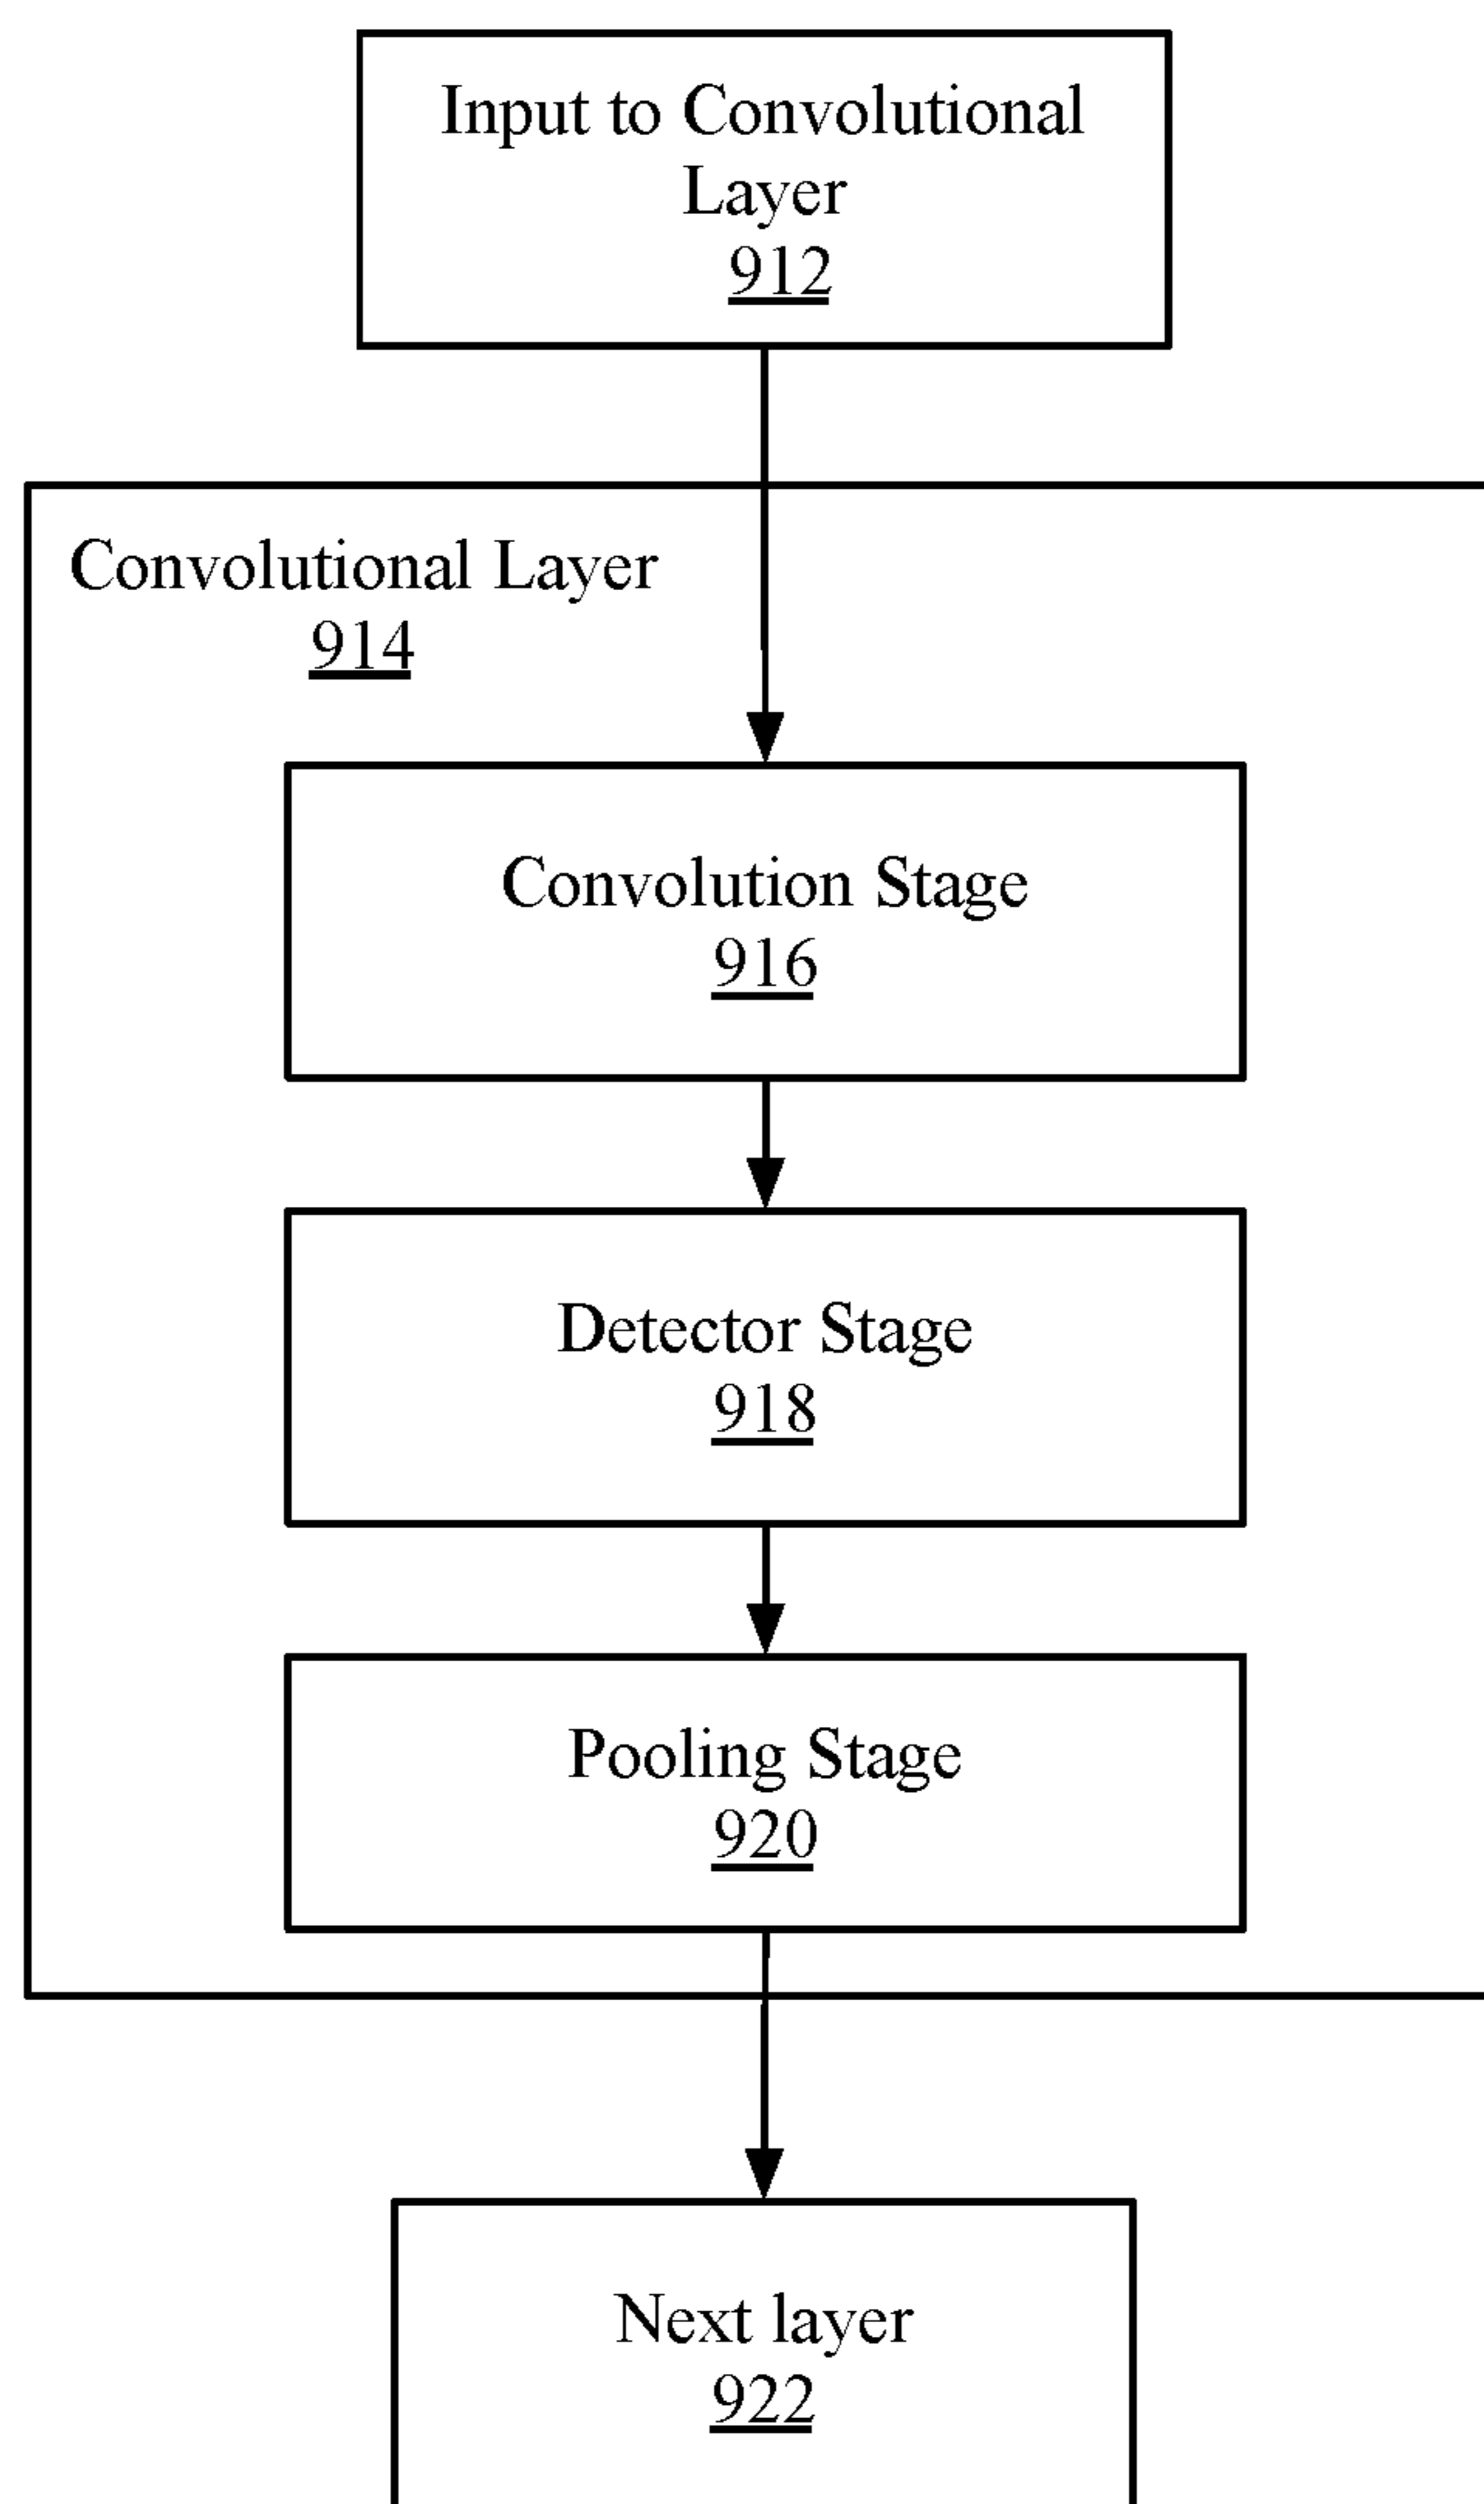 Input to Convolutional
Layer
912
Convolutional Layer
914
Convolution Stage
916
Detector Stage
918
Pooling Stage
920
Next layer
922